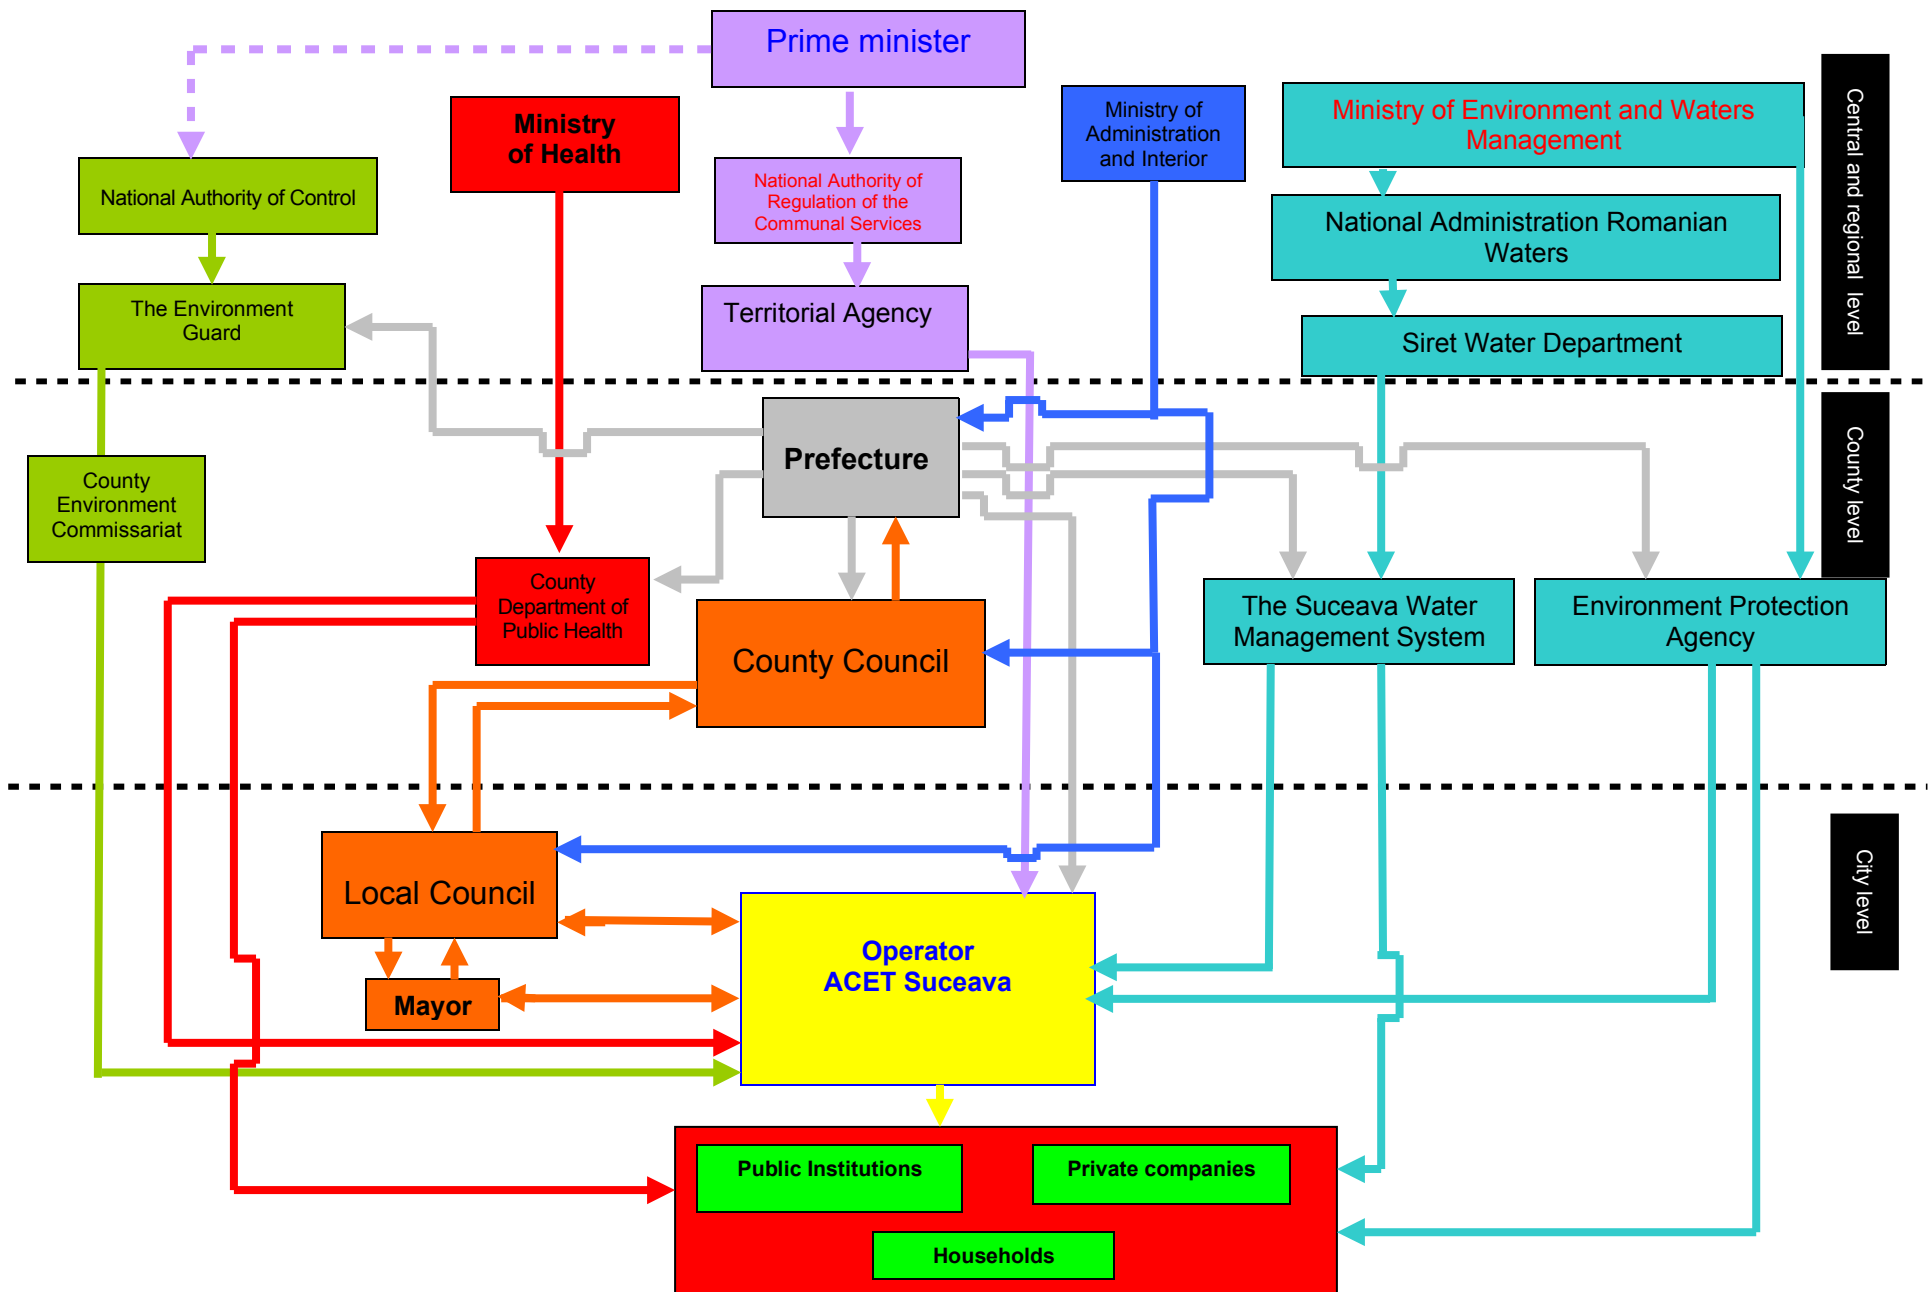 Prime minister
Ministry
of Health
Ministry of
Administration
and Interior
Ministry of Environment and Waters
Management
Central and regional level
National Authority of Control
National Authority of
Regulation of the
Communal Services
National Administration Romanian
Waters
The Environment
Guard
Territorial Agency
Siret Water Department
Prefecture
County level
County
Environment
Commissariat
County
Department of
Public Health
County Council
The Suceava Water
Management System
Environment Protection
Agency
Local Council
City level
Operator
ACET Suceava
Mayor
Public Institutions
Private companies
Households